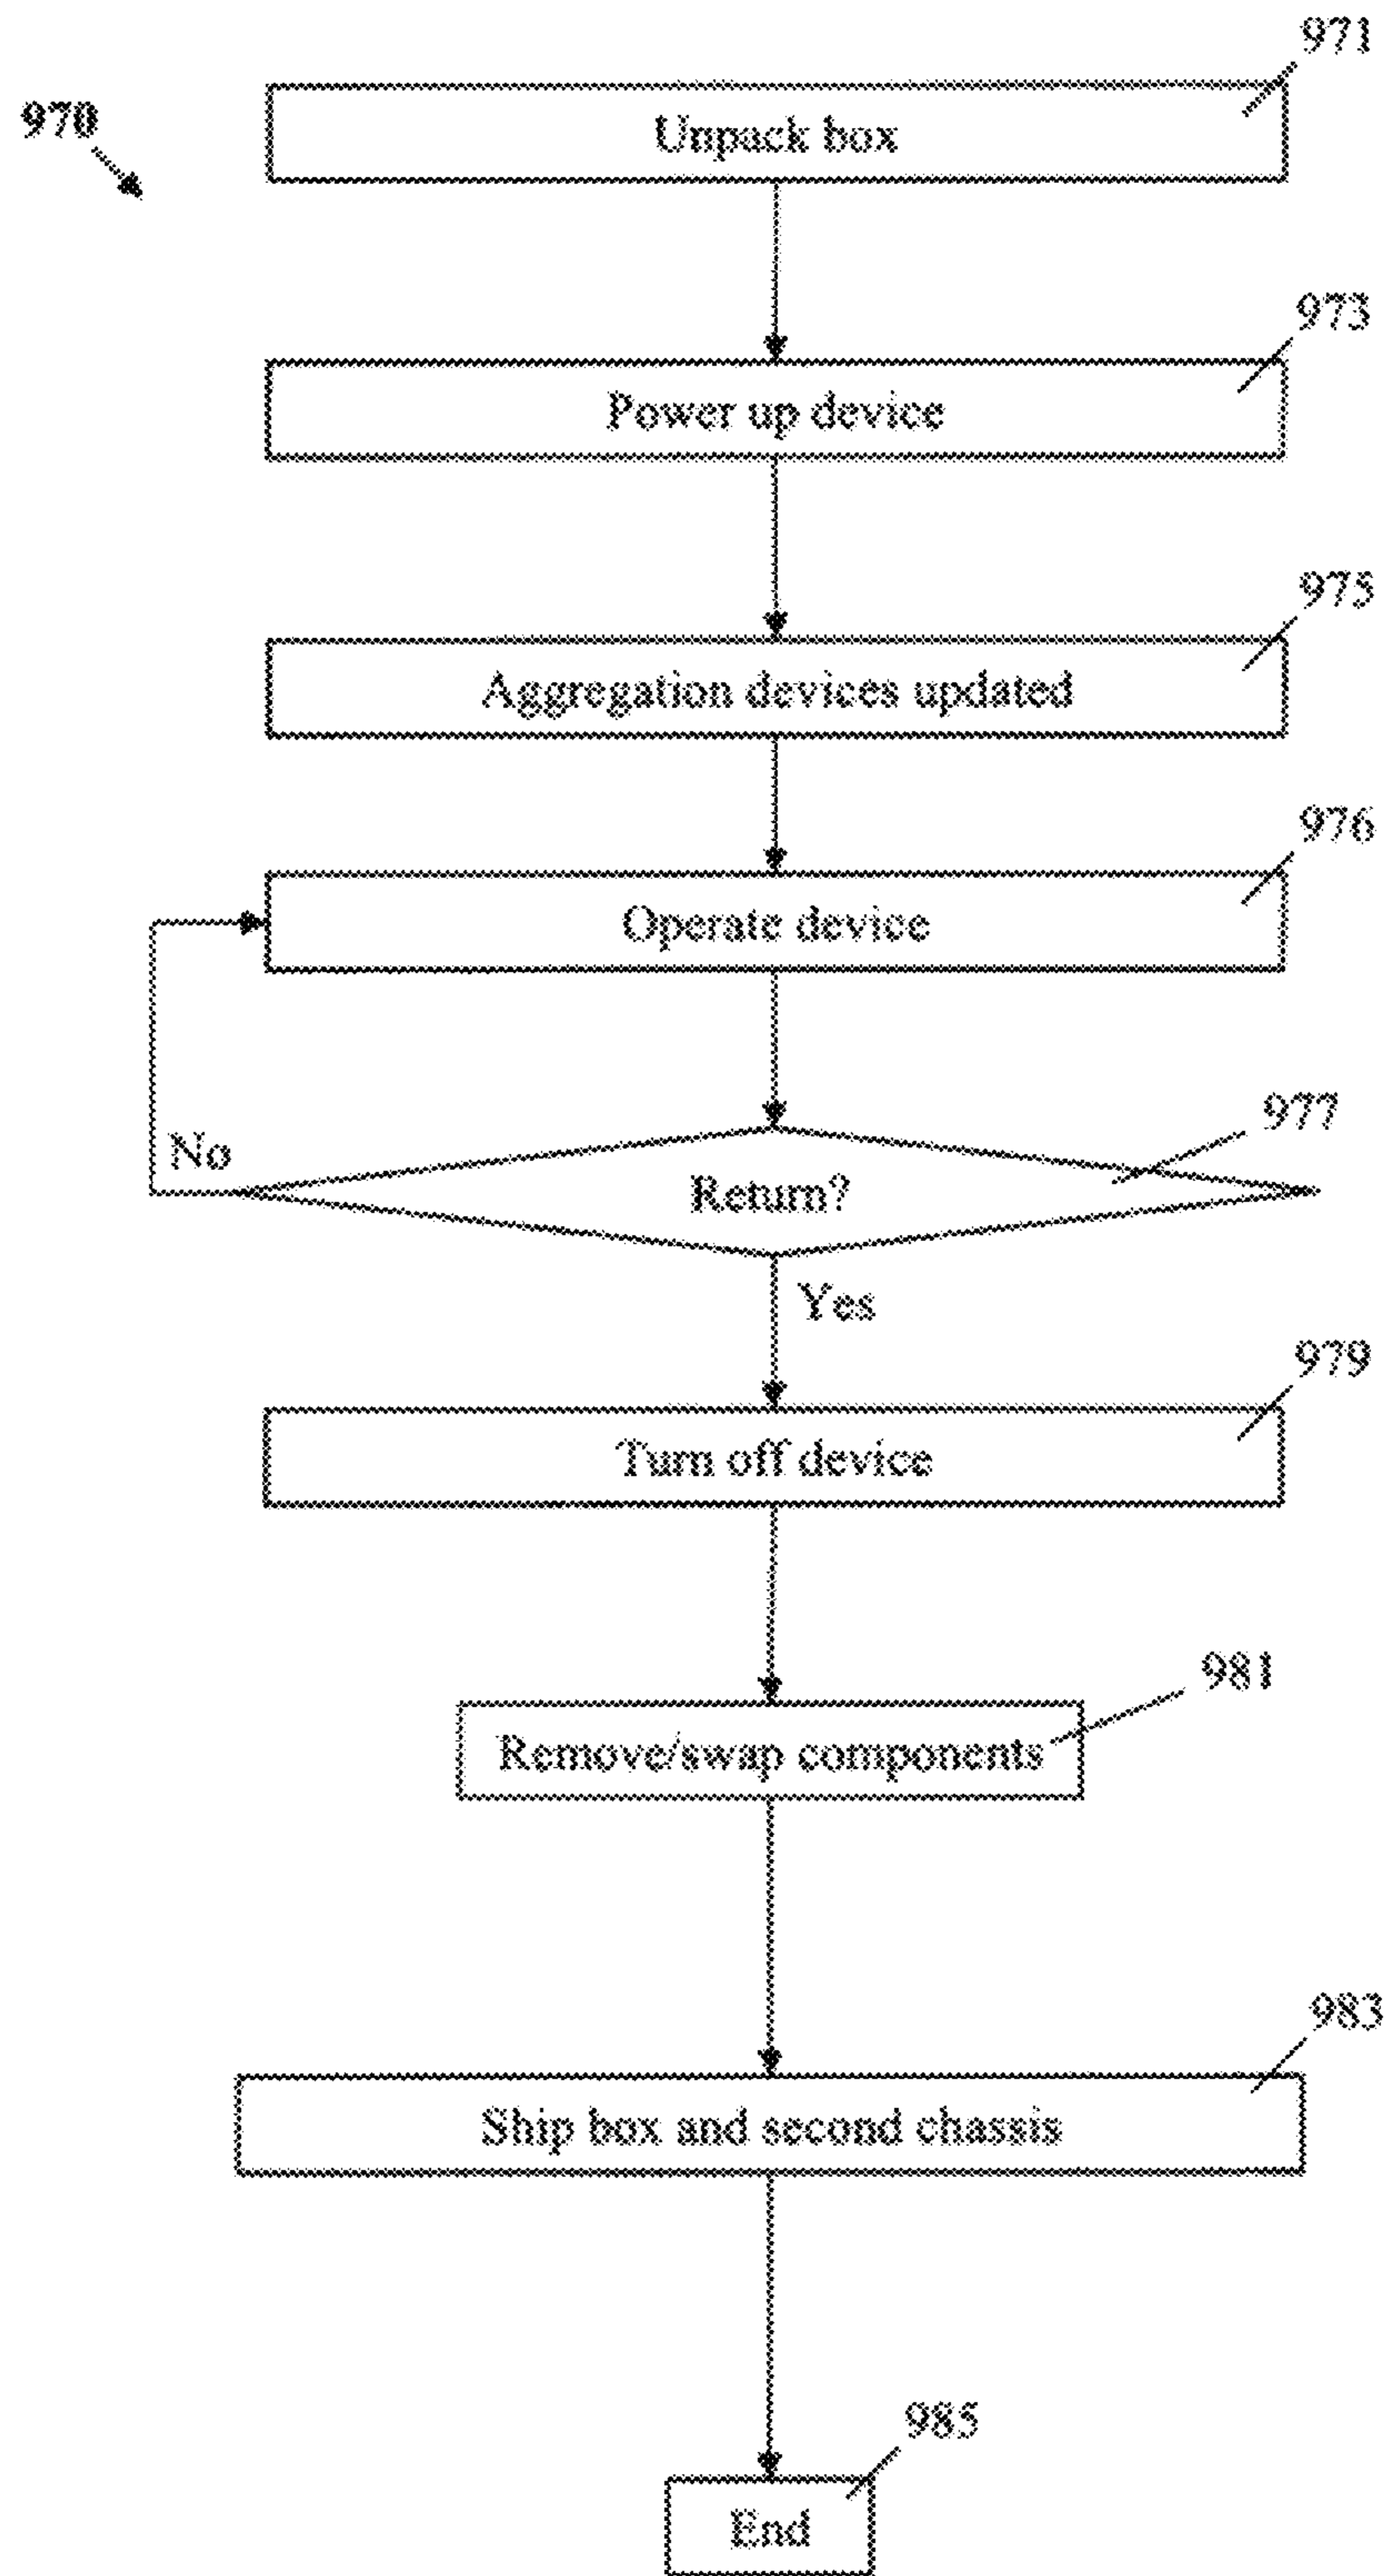 971
970
Unpack box
973
Power up device
975
Aggregation devices updated
976
Operate device
977
No
Return?
Yes
979
Turn off device
981
Remove/swap components
983
Ship box and second chassis
985
End